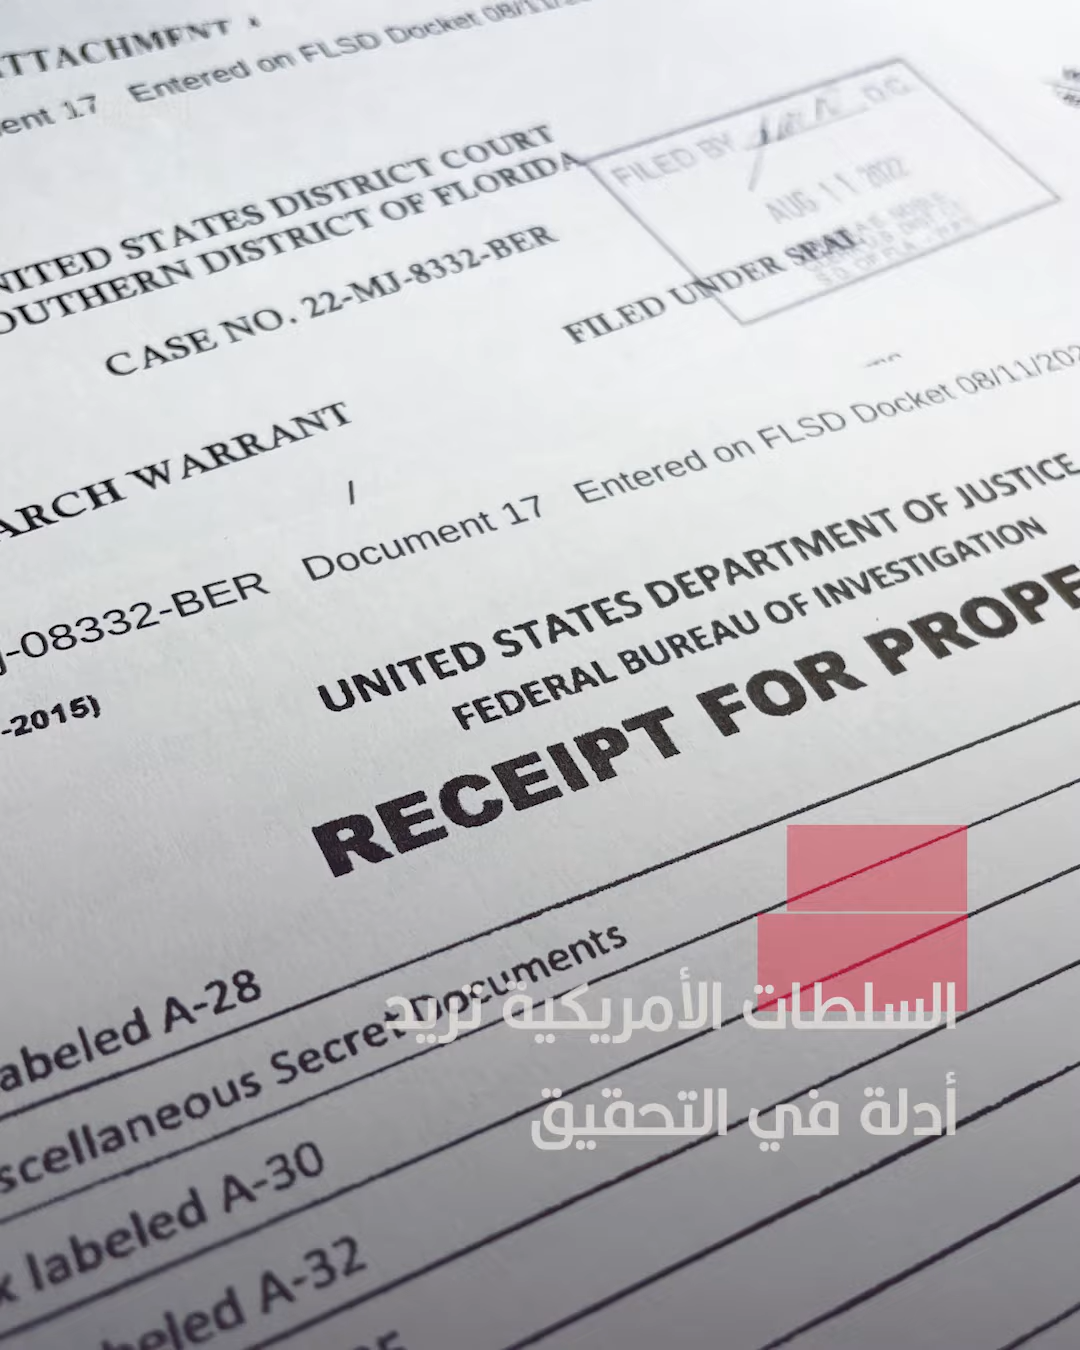 ATTACHMENT
ent 17 Entered on FLSD Docket 08/11/
NITED STATES DISTRICT COURT
OUTHERN DISTRICT OF FLORIDA
CASE NO. 22-MJ-8332-BER
FILED BY D.C.
AUG 11 2022
FILED UNDER SEAL
ARCH WARRANT
/
J-08332-BER Document 17 Entered on FLSD Docket 08/11/202
-2015)
UNITED STATES DEPARTMENT OF JUSTICE
FEDERAL BUREAU OF INVESTIGATION
RECEIPT FOR PROPE
abeled A-28
scellaneous Secret Documents
x labeled A-30
beled A-32
السلطات الأمريكية تريد
أدلة في التحقيق